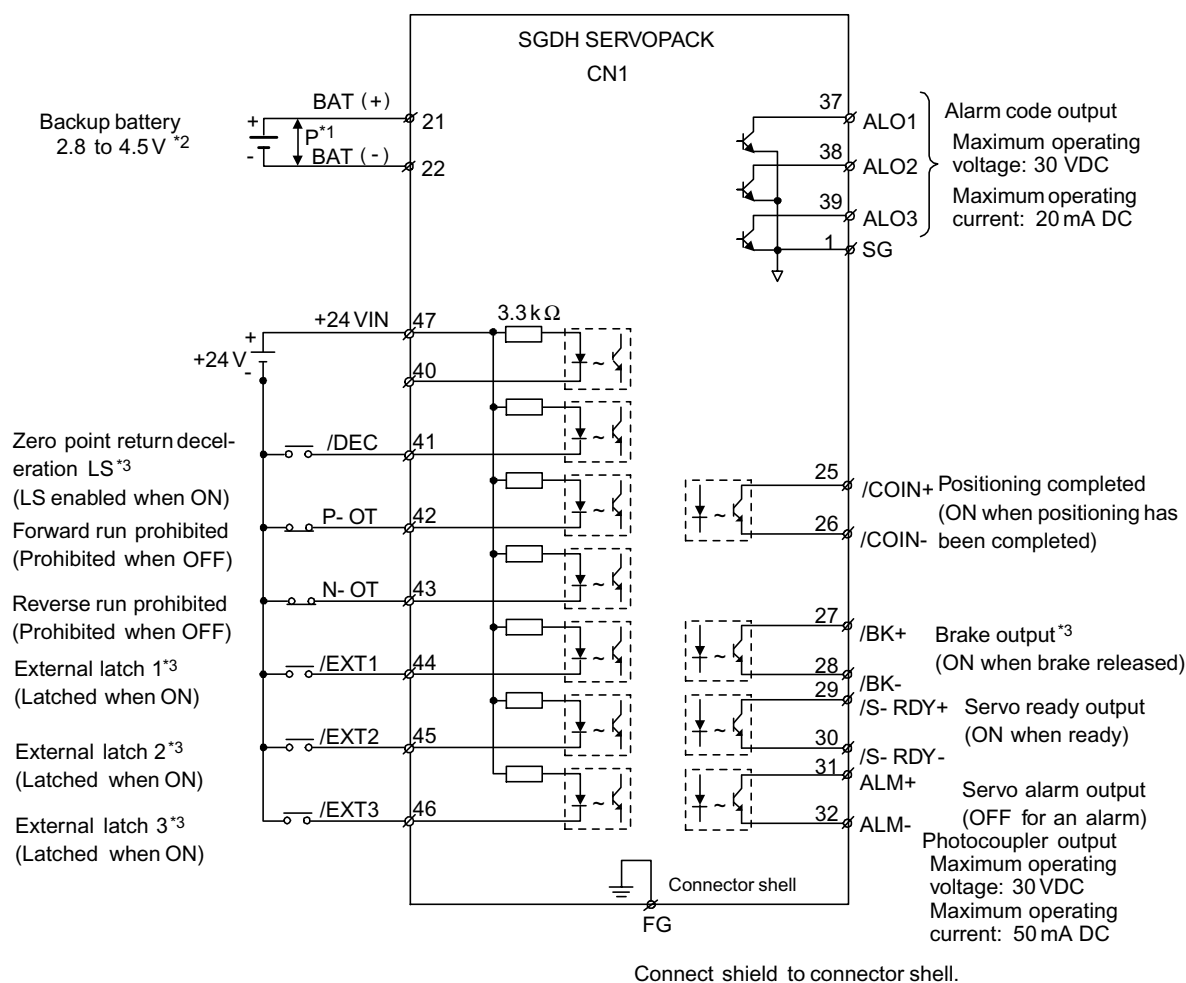 SGDH SERVOPACK
CN1
BAT (+)
Backup battery
2.8 to 4.5 V *2
+
-
P*1
BAT (-)
21
22
37
ALO1
38
ALO2
39
ALO3
1
SG
Alarm code output
Maximum operating
voltage: 30 VDC
Maximum operating
current: 20 mA DC
+24 VIN
47
3.3 k Ω
+
+24 V
-
40
~
~
~
~
~
~
~
Zero point return decel-
eration LS*3
(LS enabled when ON)
/DEC
41
Forward run prohibited
(Prohibited when OFF)
P- OT
42
Reverse run prohibited
(Prohibited when OFF)
N- OT
43
External latch 1*3
(Latched when ON)
/EXT1
44
External latch 2*3
(Latched when ON)
/EXT2
45
External latch 3*3
(Latched when ON)
/EXT3
46
~
25
/COIN+
26
/COIN-
Positioning completed
(ON when positioning has
been completed)
~
27
/BK+
28
/BK-
Brake output*3
(ON when brake released)
~
29
/S- RDY+
30
/S- RDY-
Servo ready output
(ON when ready)
~
31
ALM+
32
ALM-
Servo alarm output
(OFF for an alarm)
Photocoupler output
Maximum operating
voltage: 30 VDC
Maximum operating
current: 50 mA DC
Connector shell
FG
Connect shield to connector shell.